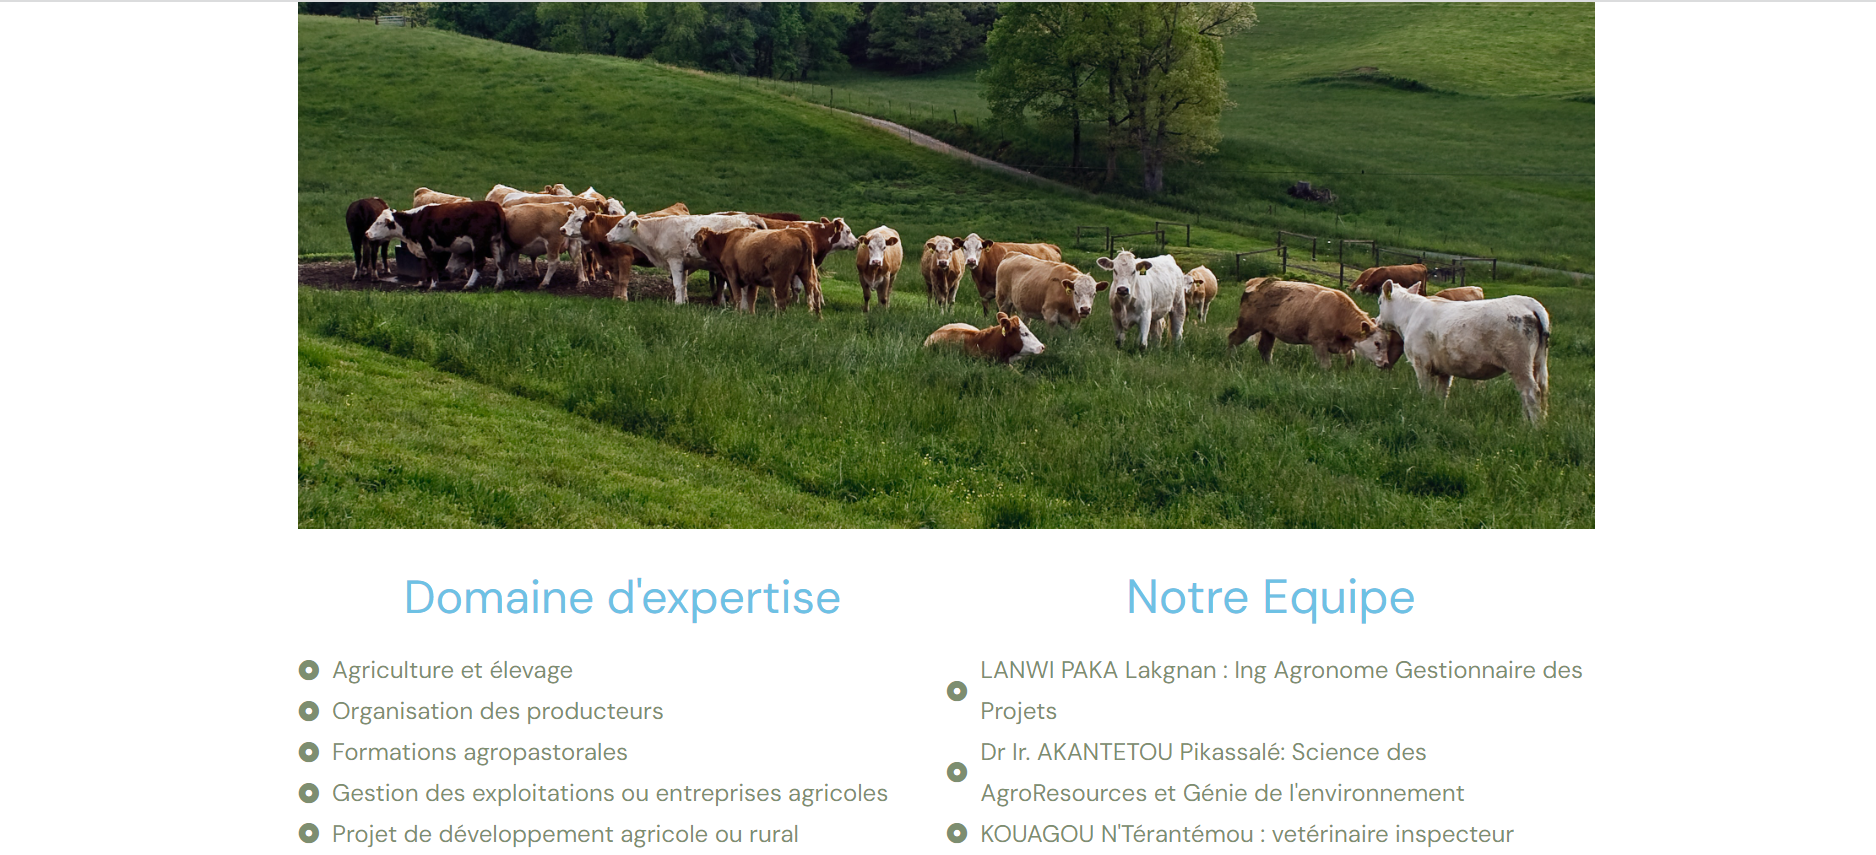 Domaine d'expertise
Agriculture et élevage
Organisation des producteurs
Formations agropastorales
Gestion des exploitations ou entreprises agricoles
Projet de développement agricole ou rural
Notre Equipe
LANWI PAKA Lakgnan : Ing Agronome Gestionnaire des
Projets
Dr Ir. AKANTETOU Pikassalé: Science des
AgroResources et Génie de l'environnement
KOUAGOU N'Térantémou : vetérinaire inspecteur